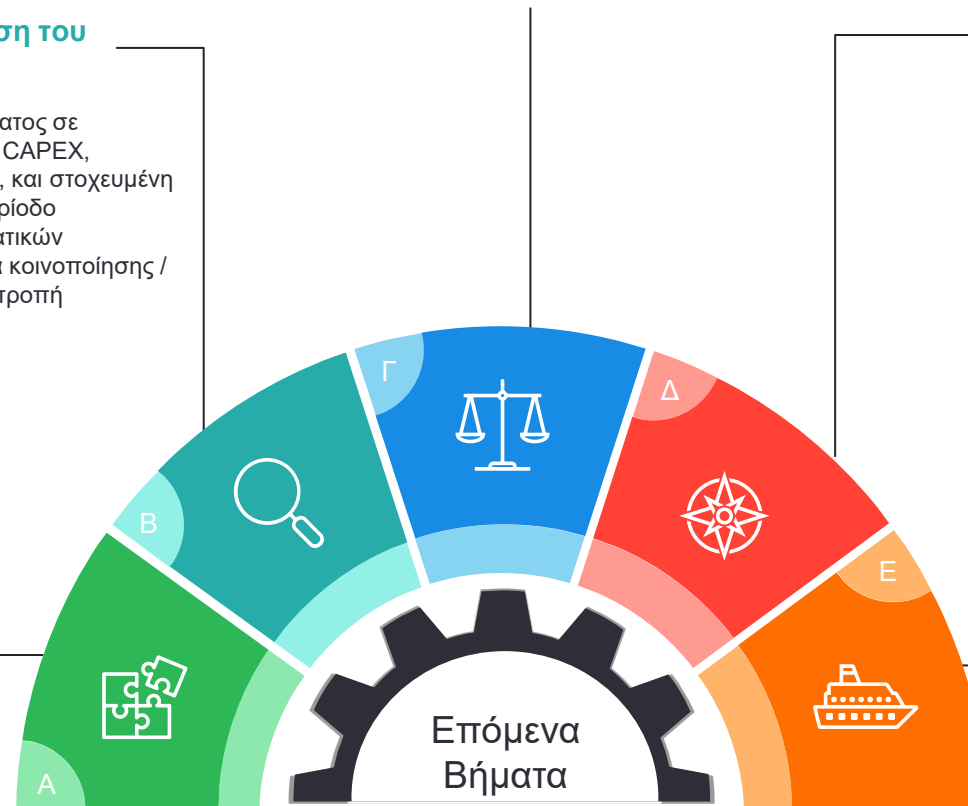 ση του
ατος σε
CAPEX,
, και στοχευμένη
ρίοδο
ατικών
α κοινοποίησης /
τροπή
Γ
Δ
Β
Ε
Α
Επόμενα
Βήματα